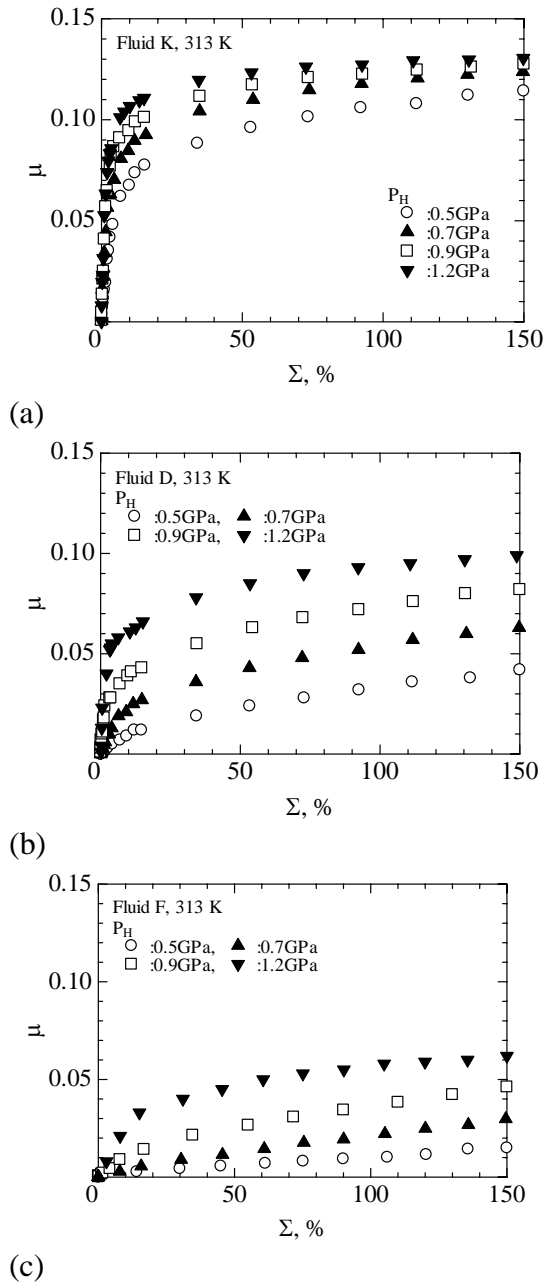 0.15
Fluid K, 313 K
0.10
μ
0.05
P_H
○ :0.5GPa
▲ :0.7GPa
□ :0.9GPa
▼ :1.2GPa
0 50 100 150
Σ, %
(a)
0.15
Fluid D, 313 K
P_H
○ :0.5GPa, ▲ :0.7GPa
□ :0.9GPa, ▼ :1.2GPa
0.10
μ
0.05
0 50 100 150
Σ, %
(b)
0.15
Fluid F, 313 K
P_H
○ :0.5GPa, ▲ :0.7GPa
□ :0.9GPa, ▼ :1.2GPa
0.10
μ
0.05
0 50 100 150
Σ, %
(c)